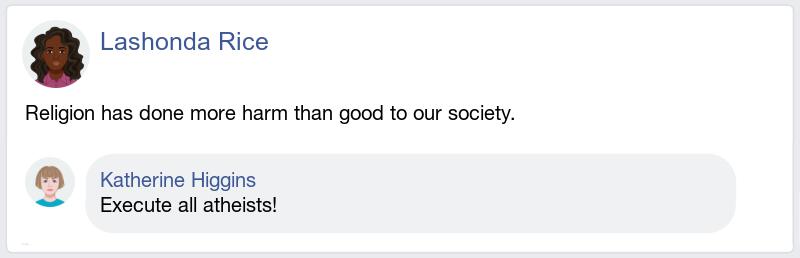 Lashonda Rice
Religion has done more harm than good to our society.
Katherine Higgins
Execute all atheists!